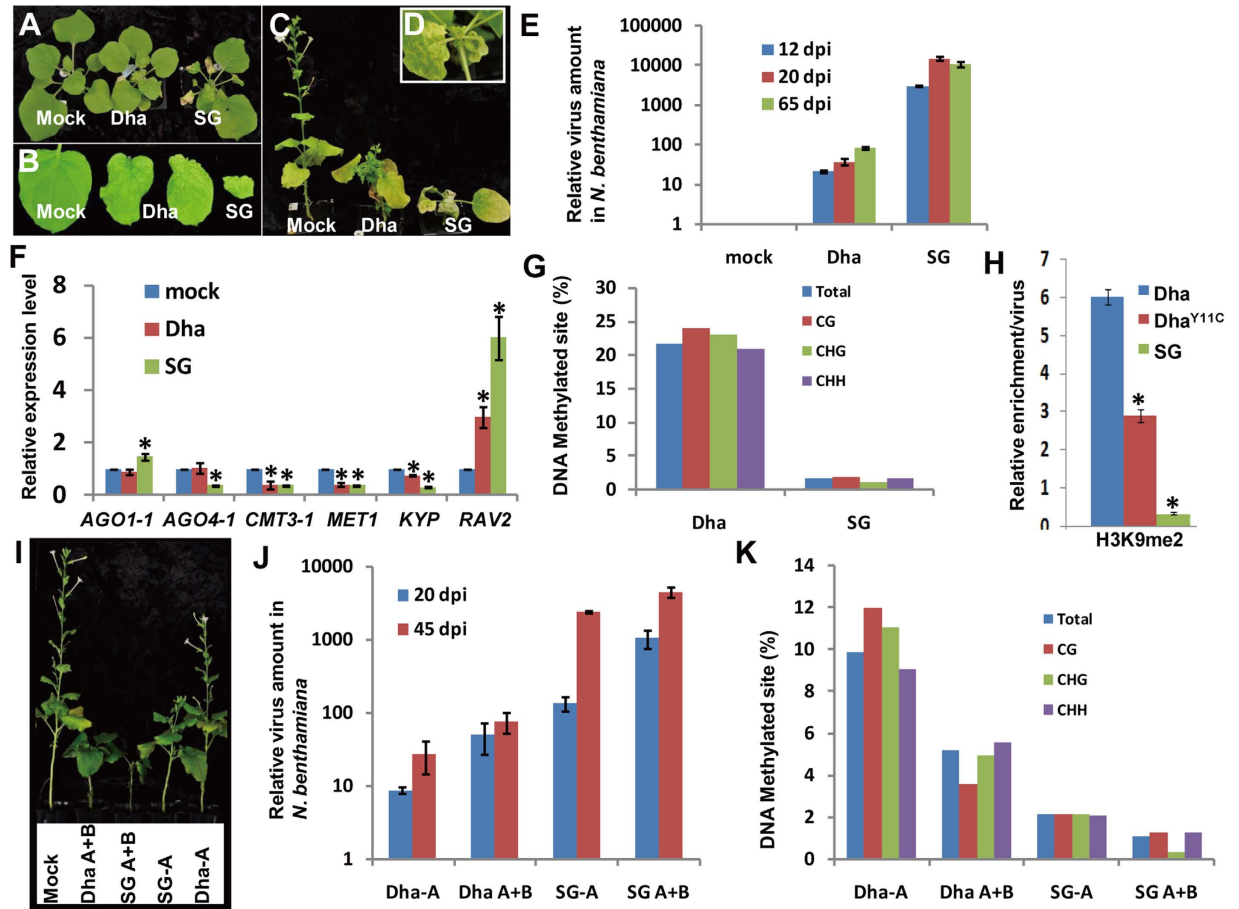 A
Mock
Dha
SG
B
Mock
Dha
SG
C
D
Mock
Dha
SG
E
Relative virus amount
in N. benthamiana
100000
10000
1000
100
10
1
12 dpi
20 dpi
65 dpi
mock
Dha
SG
F
Relative expression level
8
6
4
2
0
mock
Dha
SG
*
* *
* *
* *
* *
*
AGO1-1
AGO4-1
CMT3-1
MET1
KYP
RAV2
G
DNA Methylated site (%)
30
25
20
15
10
5
0
Total
CG
CHG
CHH
Dha
SG
H
Relative enrichment/virus
7
6
5
4
3
2
1
0
Dha
DhaY11C
SG
*
*
H3K9me2
I
Mock
Dha A+B
SG A+B
SG-A
Dha-A
J
Relative virus amount in
N. benthamiana
10000
1000
100
10
1
20 dpi
45 dpi
Dha-A
Dha A+B
SG-A
SG A+B
K
DNA Methylated site (%)
14
12
10
8
6
4
2
0
Total
CG
CHG
CHH
Dha-A
Dha A+B
SG-A
SG A+B